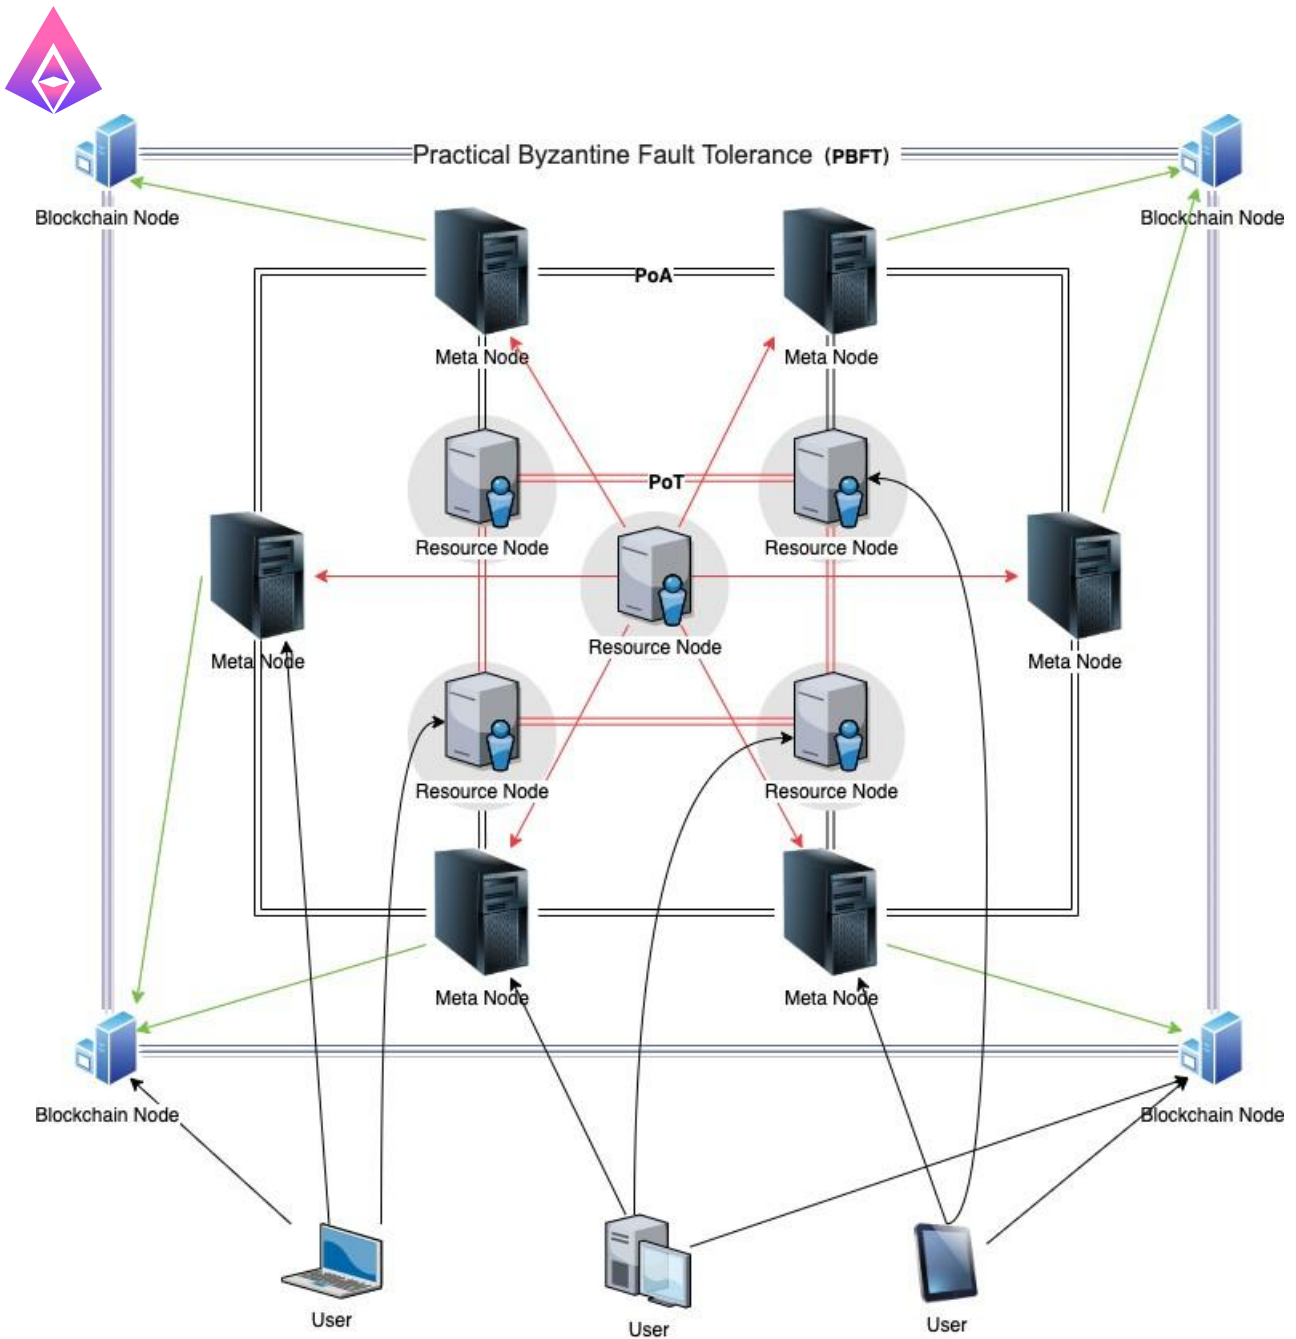 Practical Byzantine Fault Tolerance (PBFT)
Blockchain Node
Blockchain Node
PoA
Meta Node
Meta Node
PoT
Resource Node
Resource Node
Resource Node
Meta Node
Meta Node
Resource Node
Resource Node
Meta Node
Meta Node
Blockchain Node
Blockchain Node
User
User
User